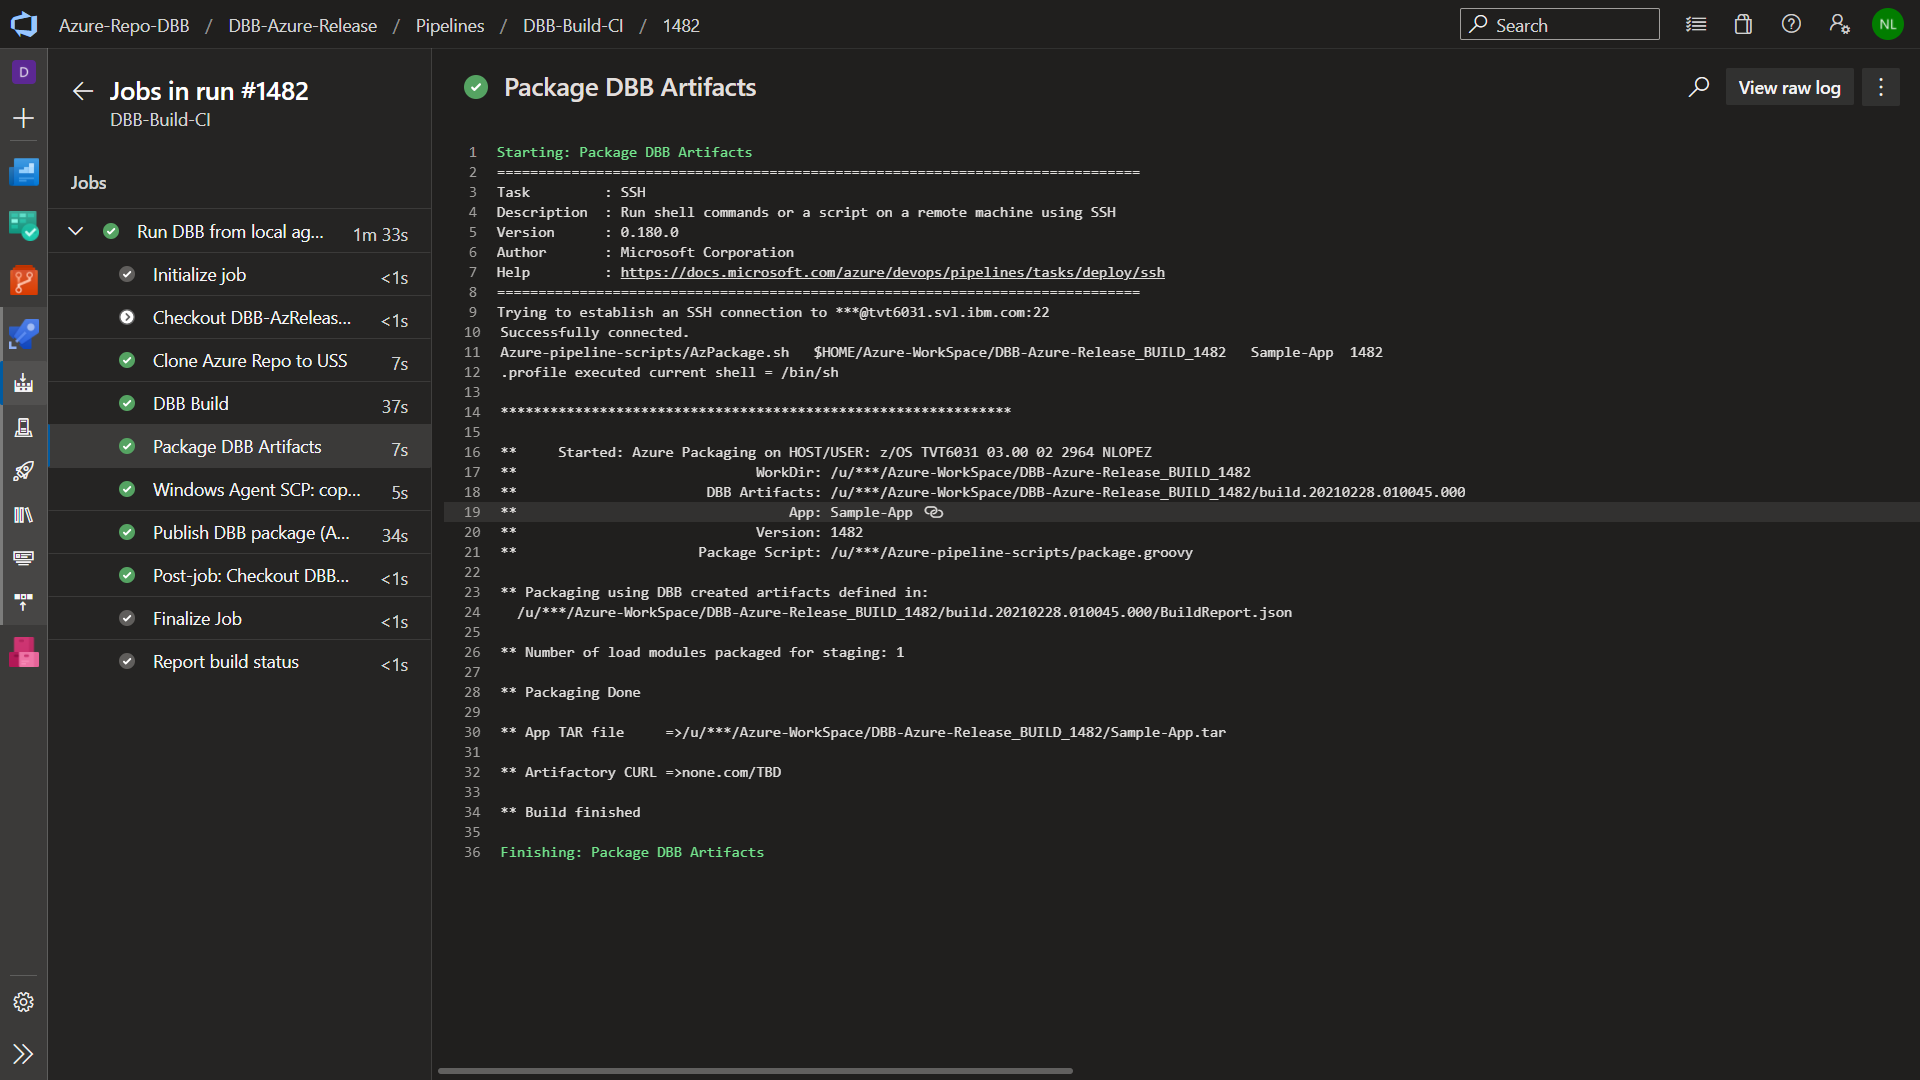 Azure-Repo-DBB / DBB-Azure-Release / Pipelines / DBB-Build-CI / 1482
Search
NL
D
Jobs in run #1482
DBB-Build-CI
Jobs
Run DBB from local ag... 1m 33s
Initialize job <1s
Checkout DBB-AzReleas... <1s
Clone Azure Repo to USS 7s
DBB Build 37s
Package DBB Artifacts 7s
Windows Agent SCP: cop... 5s
Publish DBB package (A... 34s
Post-job: Checkout DBB... <1s
Finalize Job <1s
Report build status <1s
Package DBB Artifacts
View raw log
1 Starting: Package DBB Artifacts
2 ==============================================================================
3 Task         : SSH
4 Description  : Run shell commands or a script on a remote machine using SSH
5 Version      : 0.180.0
6 Author       : Microsoft Corporation
7 Help         : https://docs.microsoft.com/azure/devops/pipelines/tasks/deploy/ssh
8 ==============================================================================
9 Trying to establish an SSH connection to ***@tvt6031.svl.ibm.com:22
10 Successfully connected.
11 Azure-pipeline-scripts/AzPackage.sh   $HOME/Azure-WorkSpace/DBB-Azure-Release_BUILD_1482   Sample-App  1482
12 .profile executed current shell = /bin/sh
13
14 **************************************************************
15
16 **     Started: Azure Packaging on HOST/USER: z/OS TVT6031 03.00 02 2964 NLOPEZ
17 **                             WorkDir: /u/***/Azure-WorkSpace/DBB-Azure-Release_BUILD_1482
18 **                       DBB Artifacts: /u/***/Azure-WorkSpace/DBB-Azure-Release_BUILD_1482/build.20210228.010045.000
19 **                                 App: Sample-App
20 **                             Version: 1482
21 **                      Package Script: /u/***/Azure-pipeline-scripts/package.groovy
22
23 ** Packaging using DBB created artifacts defined in:
24   /u/***/Azure-WorkSpace/DBB-Azure-Release_BUILD_1482/build.20210228.010045.000/BuildReport.json
25
26 ** Number of load modules packaged for staging: 1
27
28 ** Packaging Done
29
30 ** App TAR file     =>/u/***/Azure-WorkSpace/DBB-Azure-Release_BUILD_1482/Sample-App.tar
31
32 ** Artifactory CURL =>none.com/TBD
33
34 ** Build finished
35
36 Finishing: Package DBB Artifacts